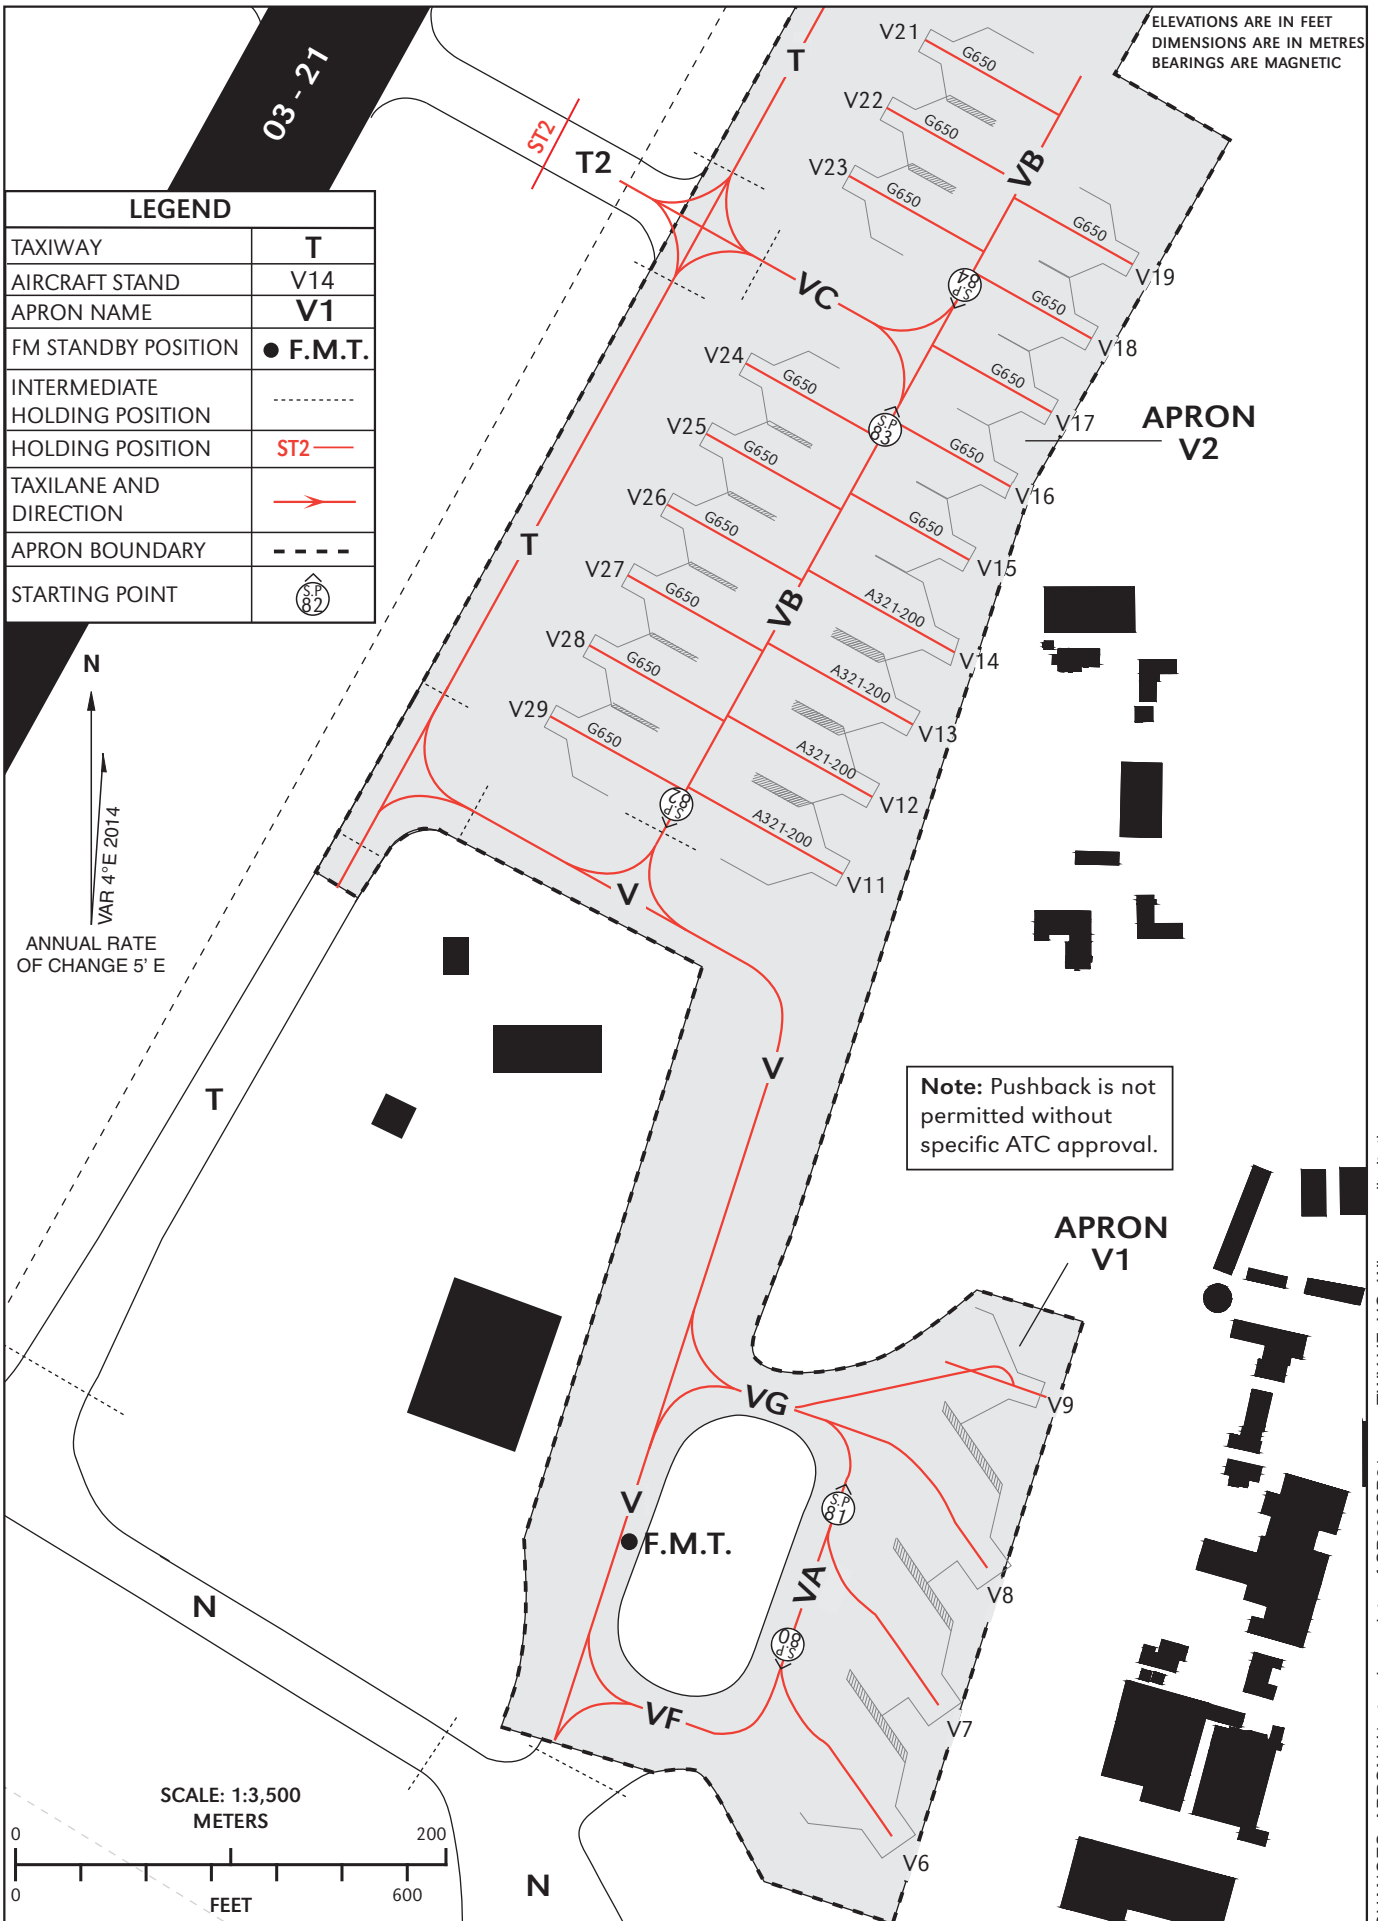 ELEVATIONS ARE IN FEET
DIMENSIONS ARE IN METRES
BEARINGS ARE MAGNETIC
03 - 21
T
V21
G650
V22
G650
V23
G650
VB
ST2
T2
G650
V19
G650
V18
G650
V17
VC
S.P
84
LEGEND
TAXIWAY T
AIRCRAFT STAND V14
APRON NAME V1
FM STANDBY POSITION F.M.T.
INTERMEDIATE
HOLDING POSITION
HOLDING POSITION ST2
TAXILANE AND
DIRECTION
APRON BOUNDARY
STARTING POINT S.P
82
V24
G650
V25
G650
V26
G650
V27
G650
V28
G650
V29
G650
S.P
83
APRON
V2
G650
V16
G650
V15
A321-200
V14
A321-200
V13
A321-200
V12
A321-200
V11
T
VB
S.P
82
N
VAR 4°E 2014
ANNUAL RATE
OF CHANGE 5' E
V
V
T
Note: Pushback is not
permitted without
specific ATC approval.
APRON
V1
VG
V9
V
F.M.T.
S.P
81
VA
V8
S.P
80
V7
VF
V6
N
N
SCALE: 1:3,500
METERS
0 200
0 600
FEET